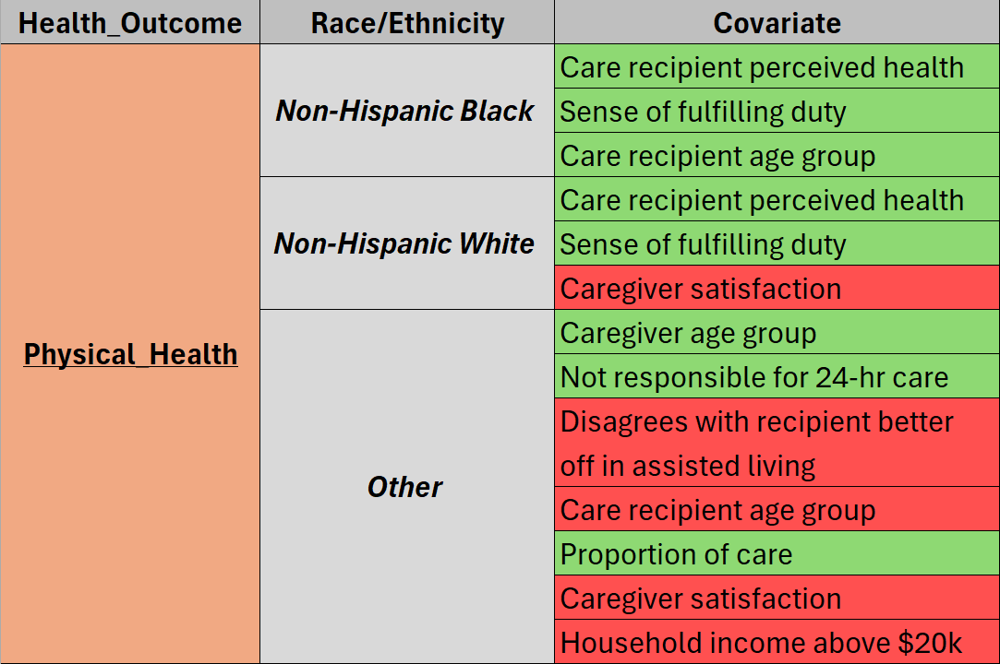 Health_Outcome Race/Ethnicity Covariate
Physical_Health
Non-Hispanic Black
Care recipient perceived health
Sense of fulfilling duty
Care recipient age group
Non-Hispanic White
Care recipient perceived health
Sense of fulfilling duty
Caregiver satisfaction
Other
Caregiver age group
Not responsible for 24-hr care
Disagrees with recipient better
off in assisted living
Care recipient age group
Proportion of care
Caregiver satisfaction
Household income above $20k